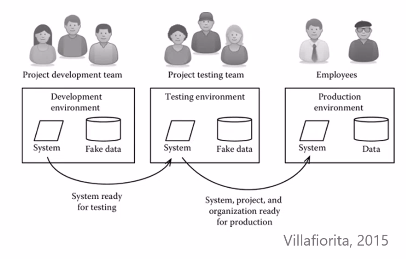 Project development team
Project testing team
Employees
Development
environment
System
Fake data
Testing environment
System
Fake data
Production
environment
System
Data
System ready
for testing
System, project, and
organization ready
for production
Villafiorita, 2015